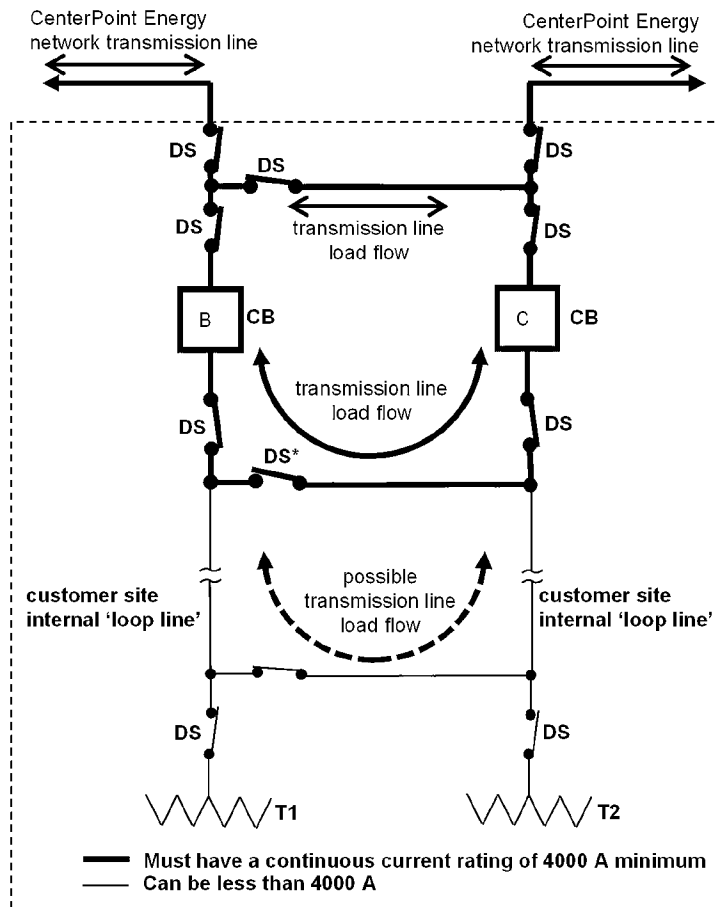 CenterPoint Energy
network transmission line
CenterPoint Energy
network transmission line
DS
DS
DS
DS
transmission line
load flow
DS
B
CB
C
CB
transmission line
load flow
DS
DS
DS*
customer site
internal ‘loop line’
possible
transmission line
load flow
customer site
internal ‘loop line’
DS
DS
T1
T2
Must have a continuous current rating of 4000 A minimum
Can be less than 4000 A